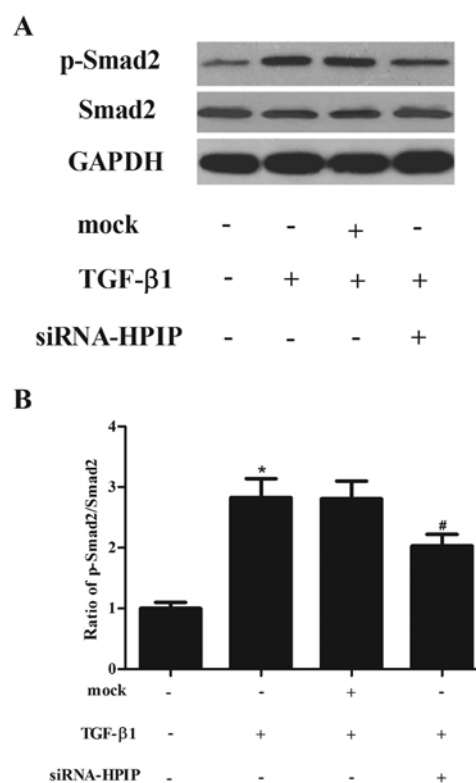 A
p-Smad2
Smad2
GAPDH
mock - - + -
TGF-β1 - + + +
siRNA-HPIP - - - +
B
Ratio of p-Smad2/Smad2
4
3
2
1
0
*
#
mock - - + -
TGF-β1 - + + +
siRNA-HPIP - - - +